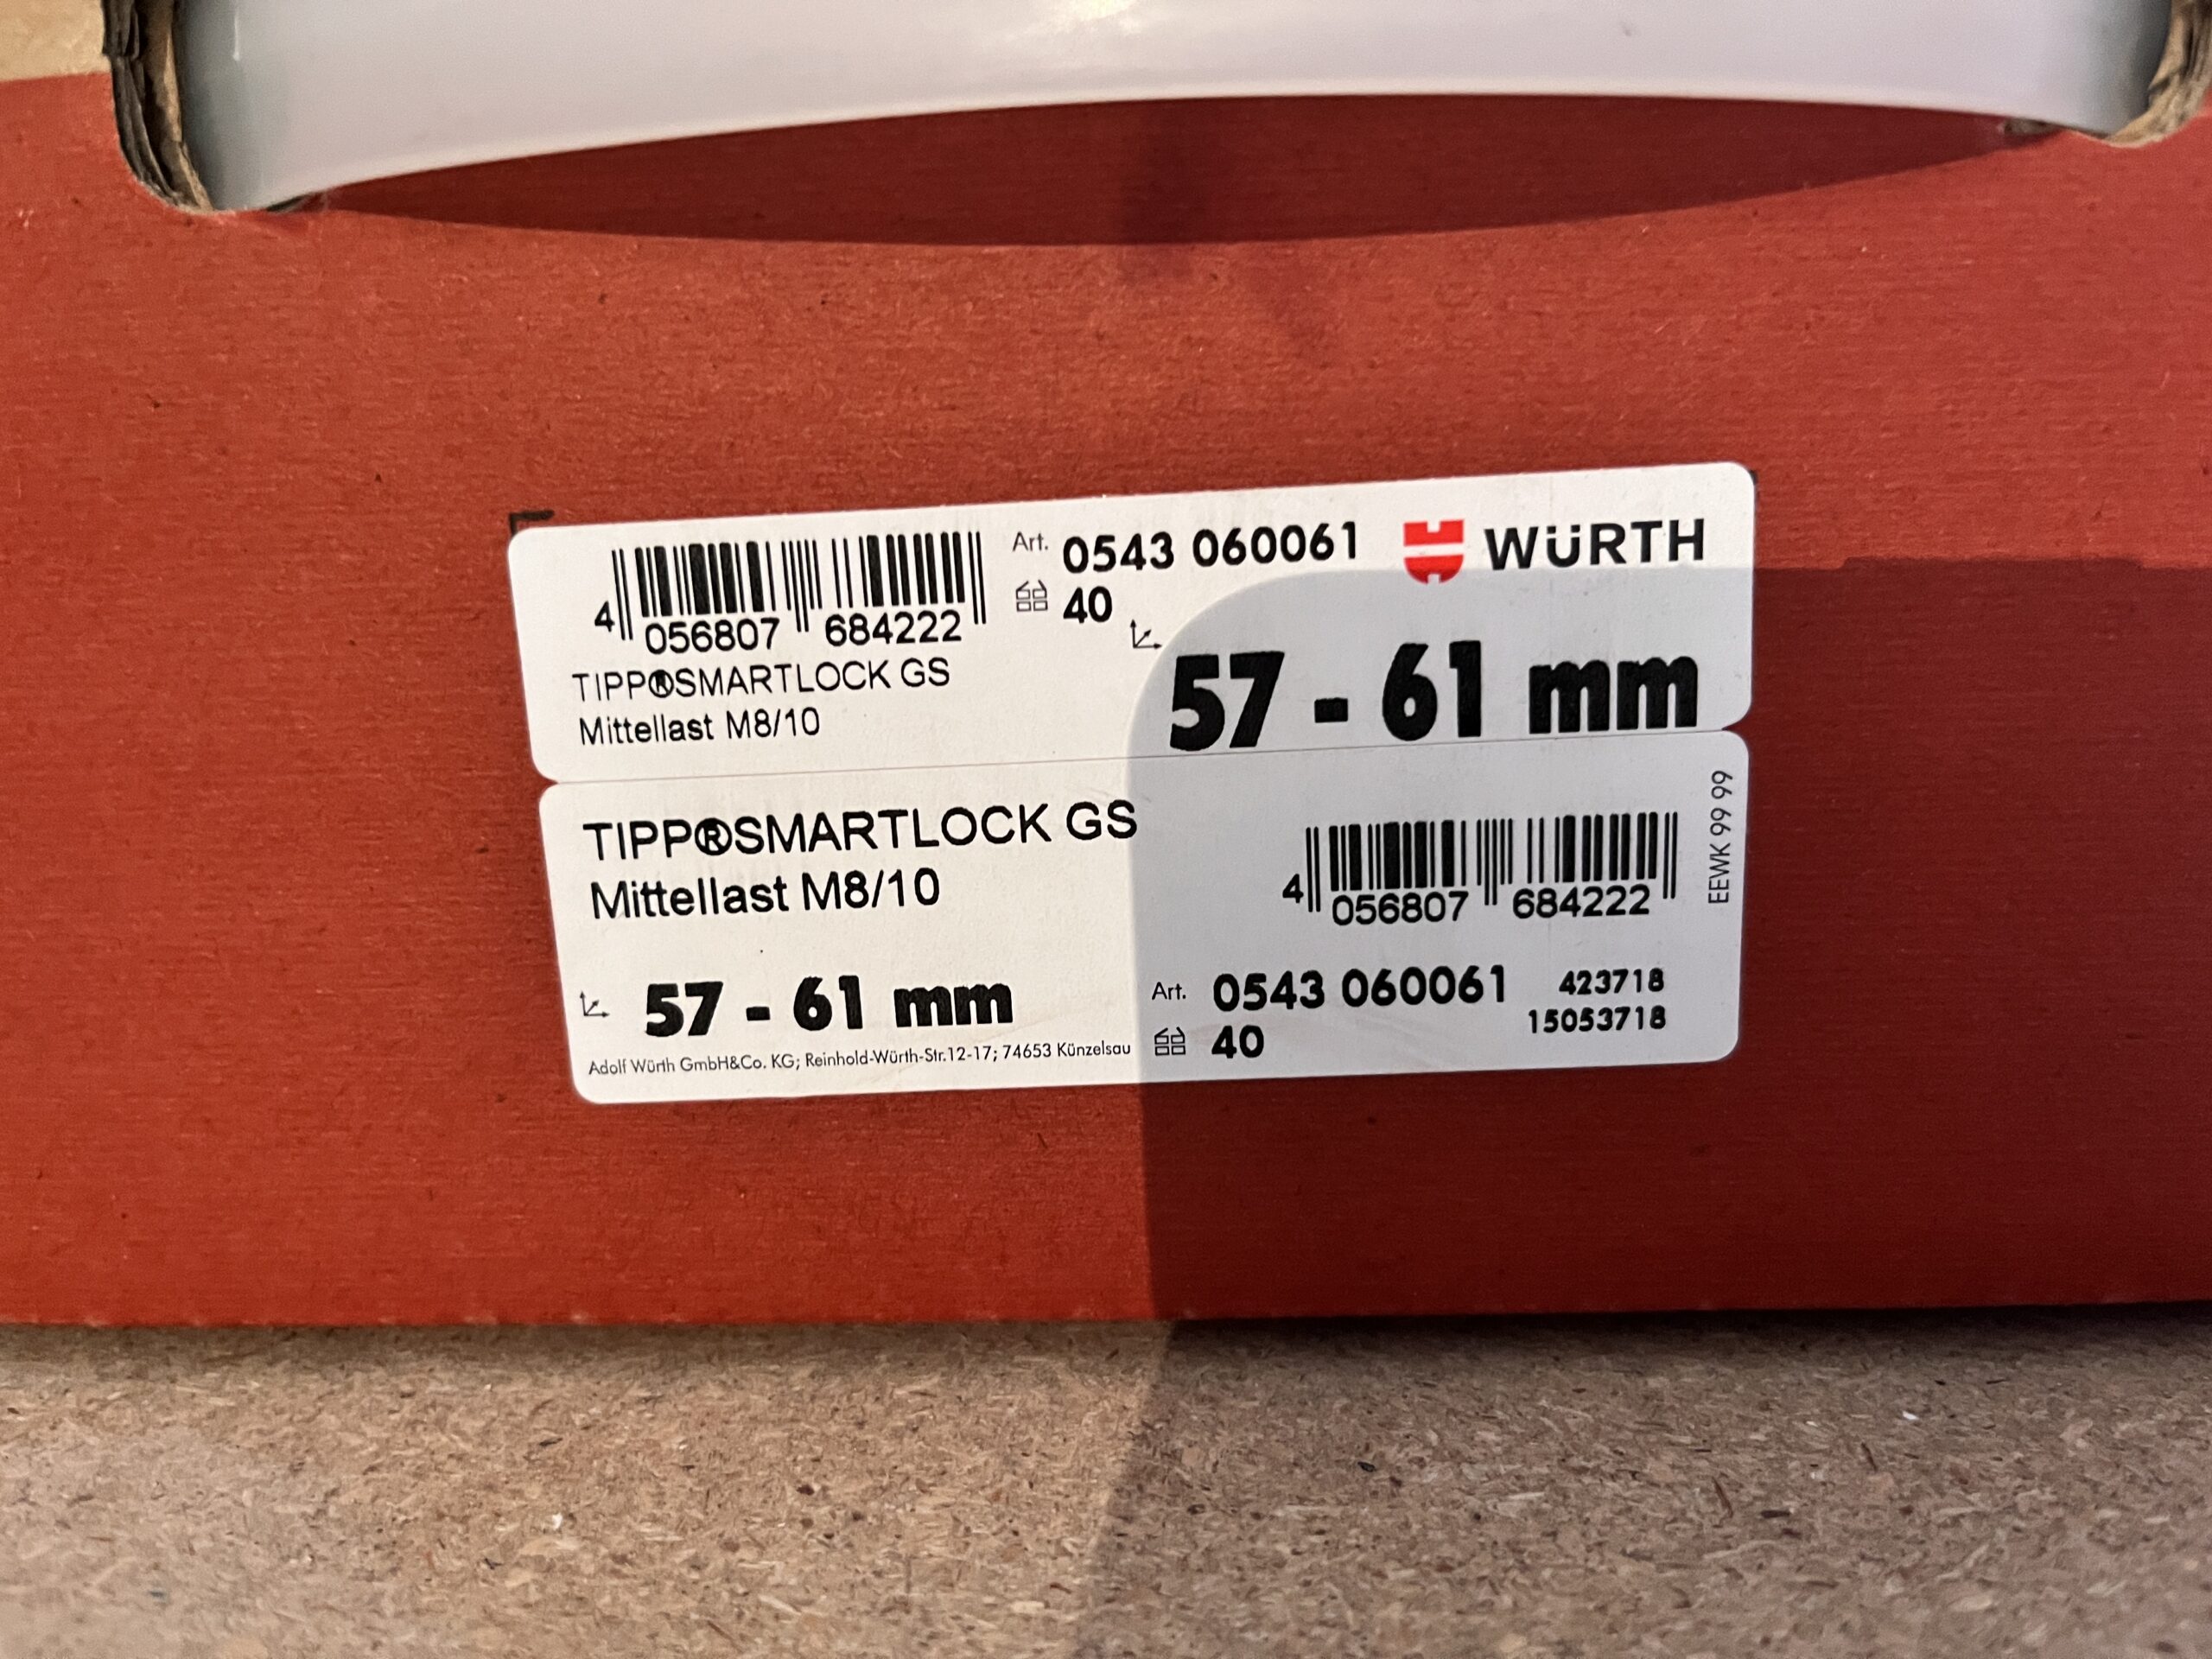 Art. 0543 060061 WÜRTH
40
4 056807 684222
TIPP®SMARTLOCK GS
Mittellast M8/10
57 - 61 mm
TIPP®SMARTLOCK GS
Mittellast M8/10
4 056807 684222
EEWK 99 99
57 - 61 mm
Art. 0543 060061
423718
15053718
40
Adolf Würth GmbH&Co. KG; Reinhold-Würth-Str.12-17; 74653 Künzelsau